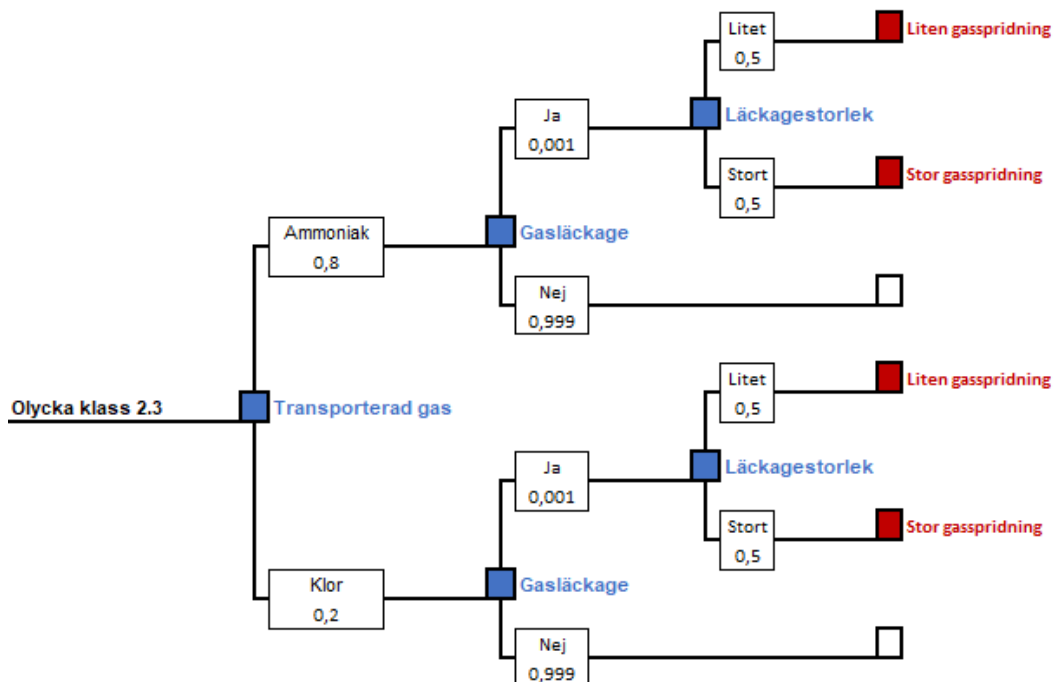 Litet
0,5
Liten gasspridning
Ja
0,001
Läckagestorlek
Stort
0,5
Stor gasspridning
Ammoniak
0,8
Gasläckage
Nej
0,999
Olycka klass 2.3
Transporterad gas
Litet
0,5
Liten gasspridning
Ja
0,001
Läckagestorlek
Stort
0,5
Stor gasspridning
Klor
0,2
Gasläckage
Nej
0,999